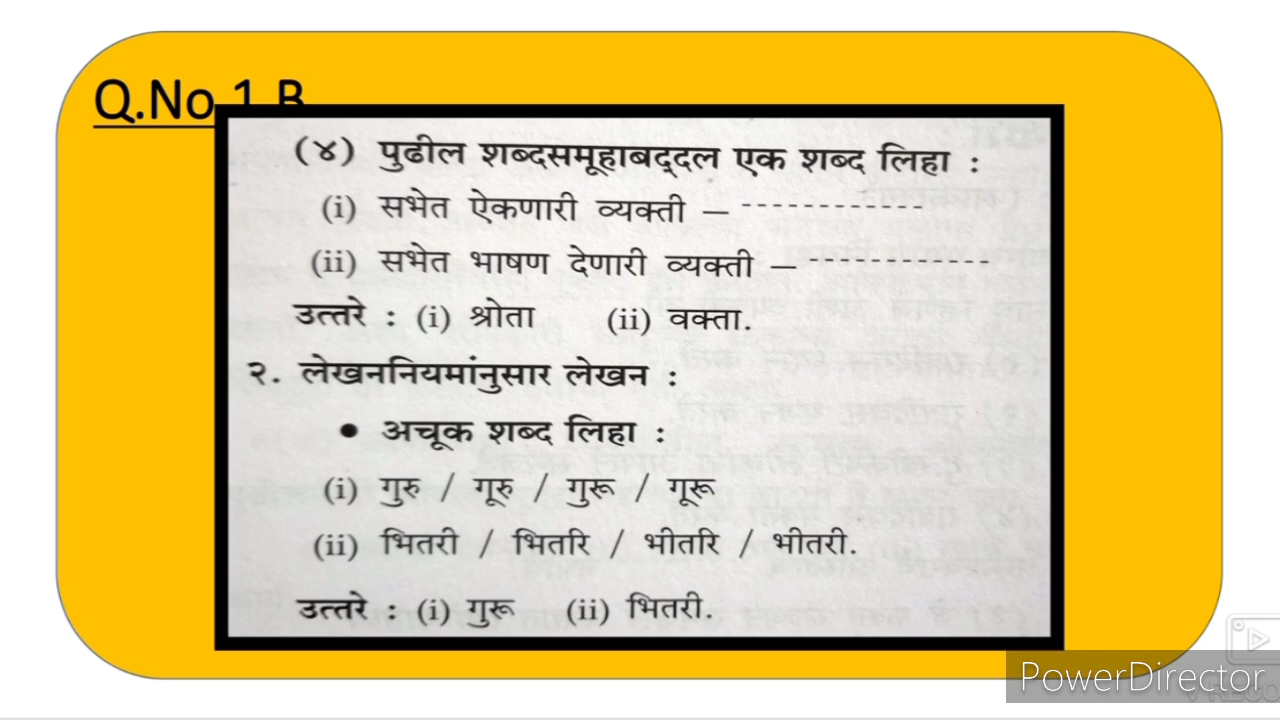 Q.No 1 B
(४) पुढील शब्दसमूहाबद्दल एक शब्द लिहा :
(i) सभेत ऐकणारी व्यक्ती – ------------
(ii) सभेत भाषण देणारी व्यक्ती – ------------
उत्तरे : (i) श्रोता (ii) वक्ता.
२. लेखननियमांनुसार लेखन :
• अचूक शब्द लिहा :
(i) गुरु / गूरु / गुरू / गूरू
(ii) भितरी / भितरि / भीतरि / भीतरी.
उत्तरे : (i) गुरू (ii) भितरी.
PowerDirector